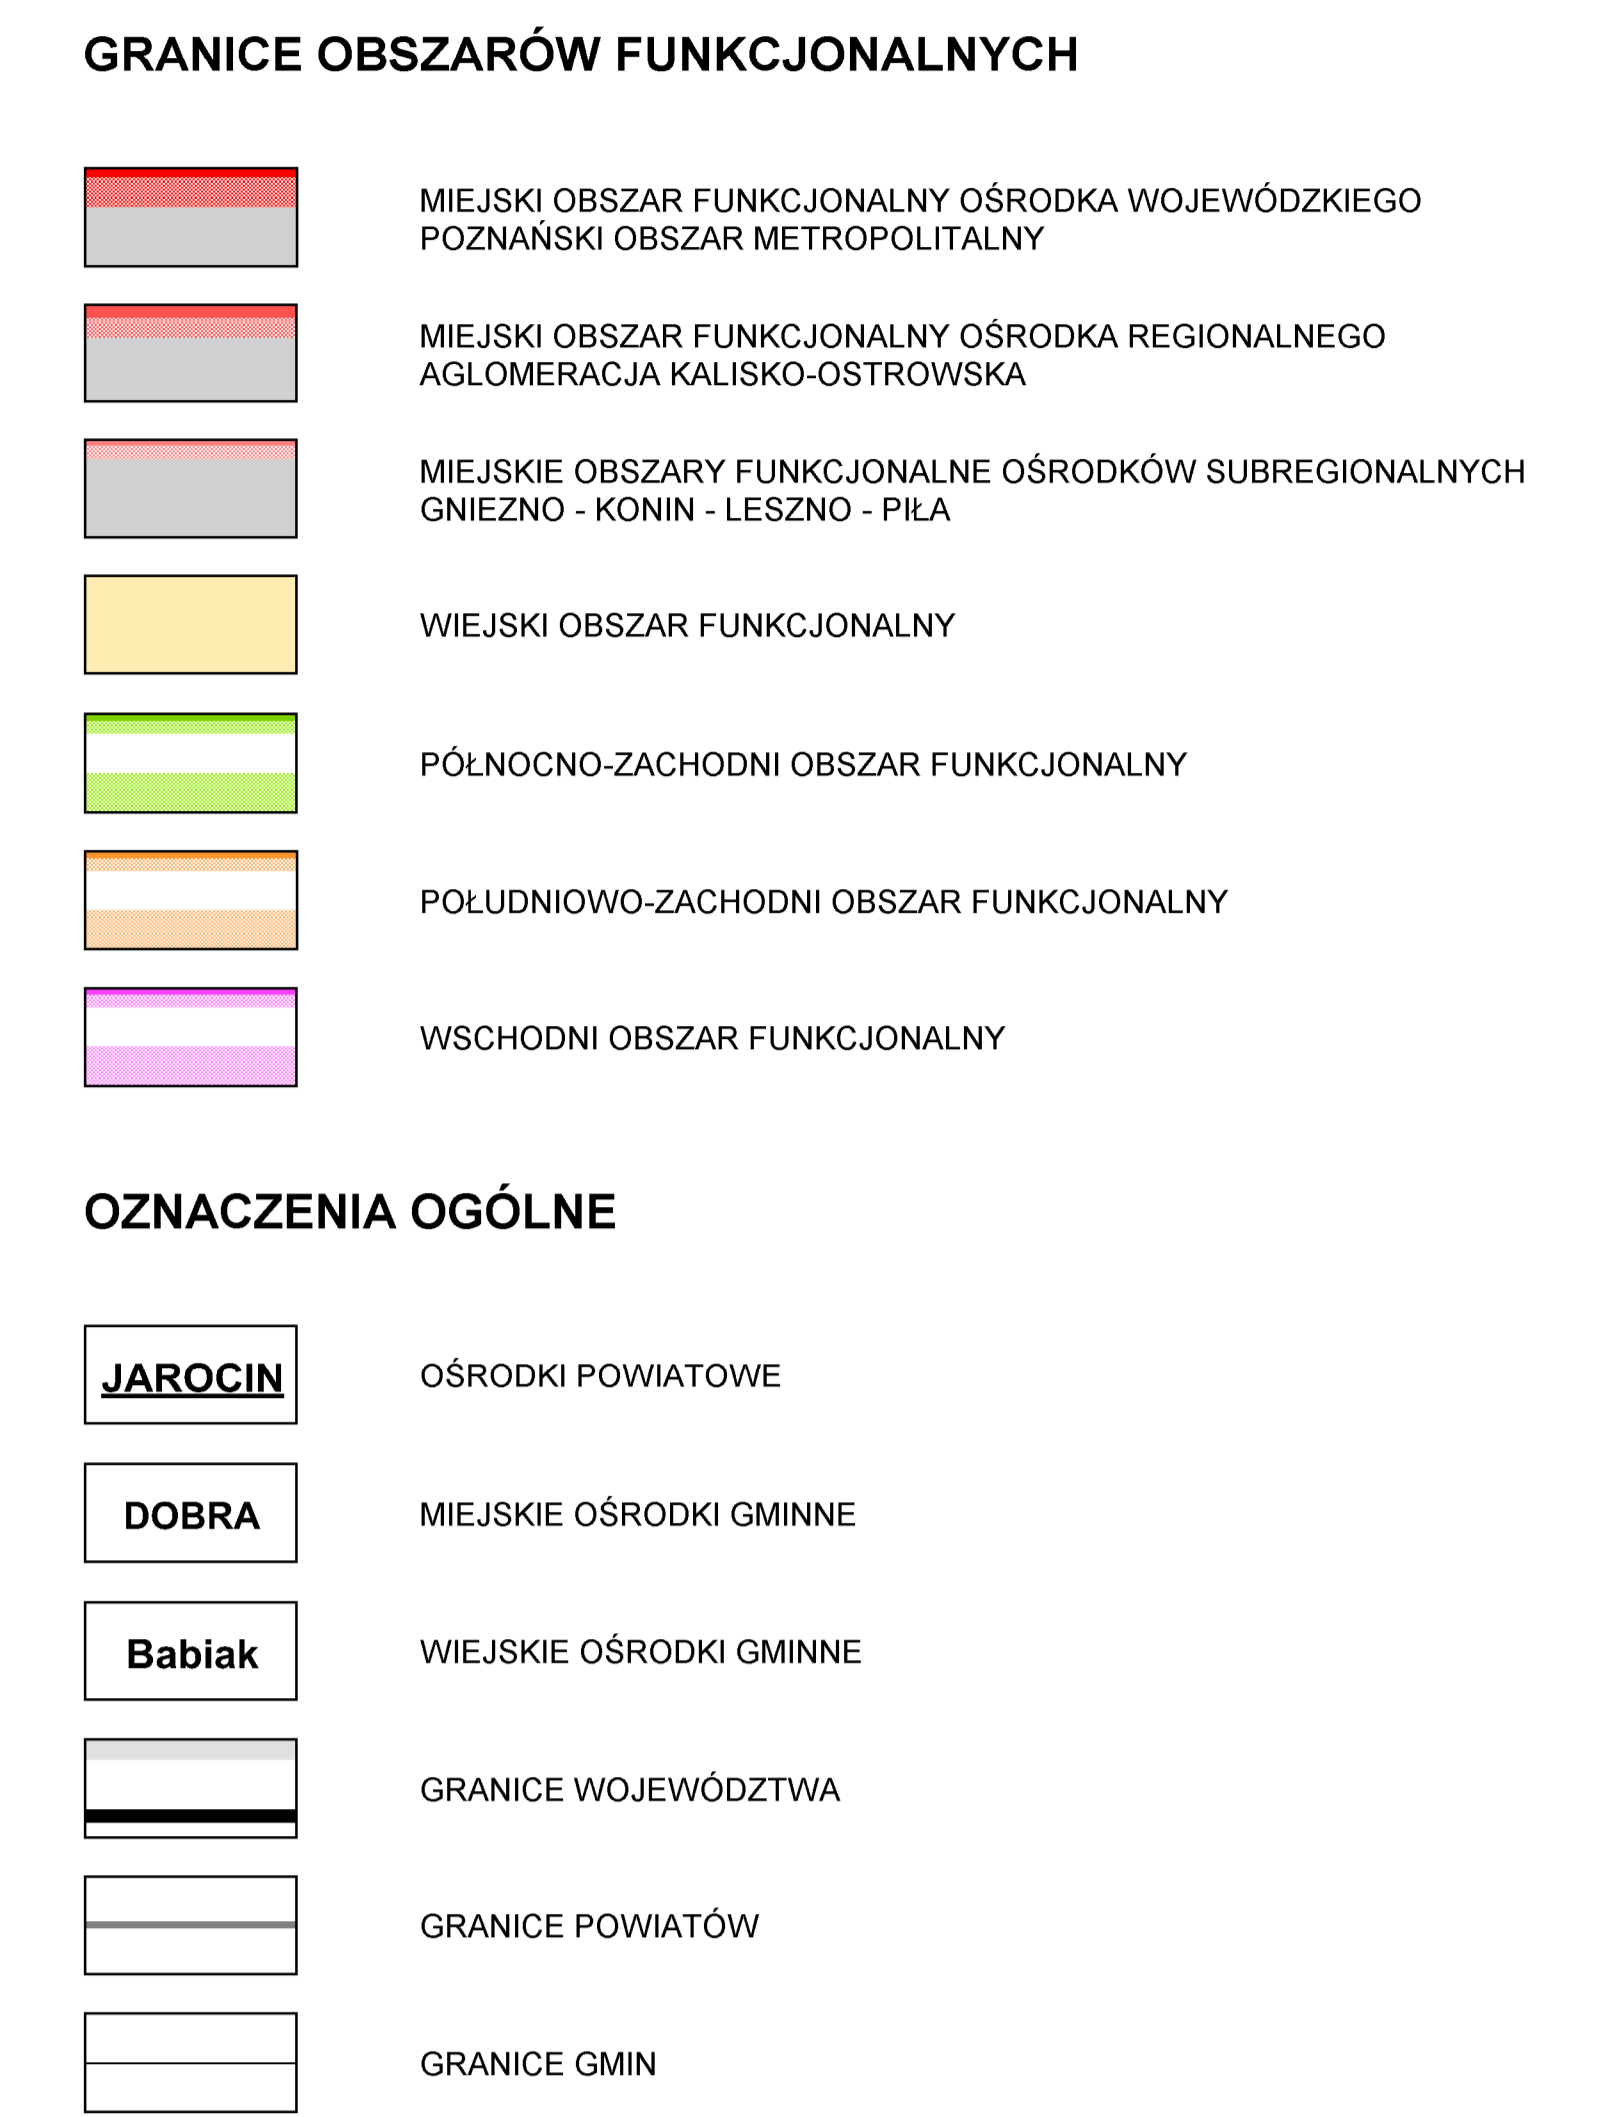 GRANICE OBSZARÓW FUNKCJONALNYCH
MIEJSKI OBSZAR FUNKCJONALNY OŚRODKA WOJEWÓDZKIEGO
POZNAŃSKI OBSZAR METROPOLITALNY
MIEJSKI OBSZAR FUNKCJONALNY OŚRODKA REGIONALNEGO
AGLOMERACJA KALISKO-OSTROWSKA
MIEJSKIE OBSZARY FUNKCJONALNE OŚRODKÓW SUBREGIONALNYCH
GNIEZNO - KONIN - LESZNO - PIŁA
WIEJSKI OBSZAR FUNKCJONALNY
PÓŁNOCNO-ZACHODNI OBSZAR FUNKCJONALNY
POŁUDNIOWO-ZACHODNI OBSZAR FUNKCJONALNY
WSCHODNI OBSZAR FUNKCJONALNY
OZNACZENIA OGÓLNE
JAROCIN OŚRODKI POWIATOWE
DOBRA MIEJSKIE OŚRODKI GMINNE
Babiak WIEJSKIE OŚRODKI GMINNE
GRANICE WOJEWÓDZTWA
GRANICE POWIATÓW
GRANICE GMIN